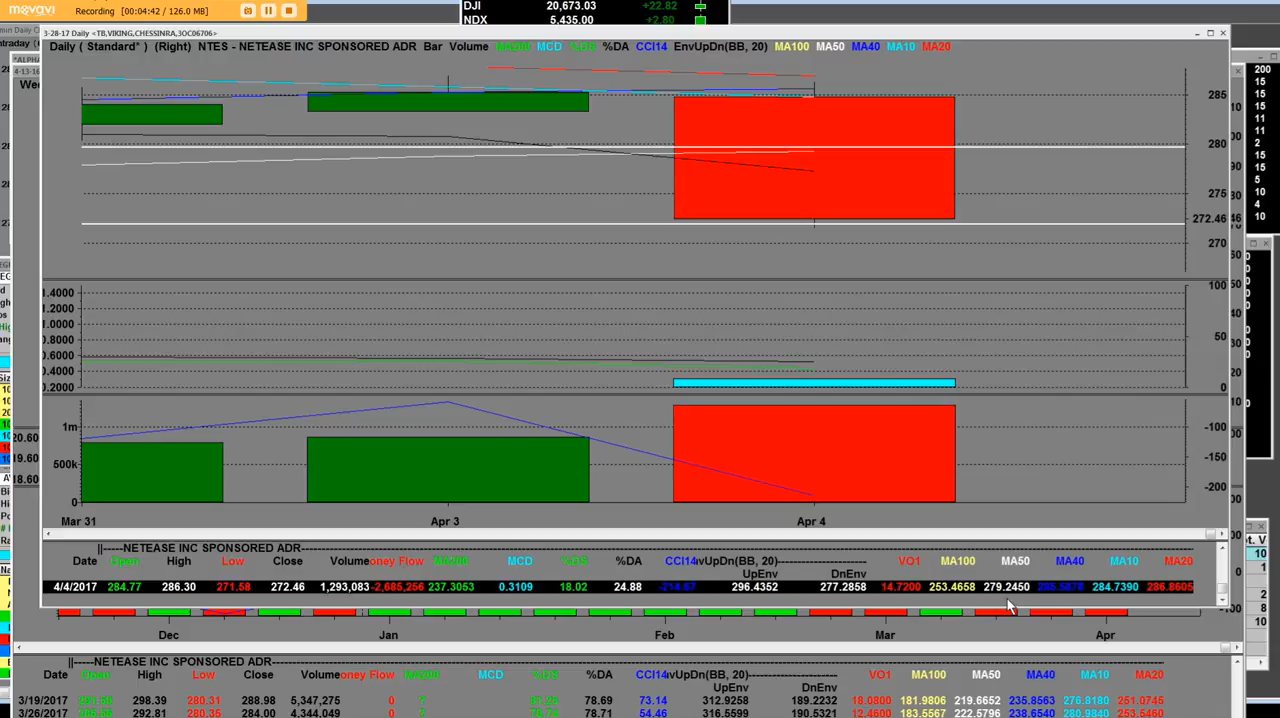 movavi
Recording (00:04:42 / 126.0 MB)
DJI 20,673.03 +22.82
NDX 5,435.00 +2.80
3-28-17 Daily <TB,VIKING,CHESSINRA,3OC06706>
Daily ( Standard* ) (Right) NTES - NETEASE INC SPONSORED ADR Bar Volume MA200 MCD %DS %DA CCI14 EnvUpDn(BB, 20) MA100 MA50 MA40 MA10 MA20
285
280
275
272.46
270
1.4000
1.2000
1.0000
0.8000
0.6000
0.4000
0.2000
100
50
0
1m
500k
0
-100
-150
-200
Mar 31 Apr 3 Apr 4
||-----NETEASE INC SPONSORED ADR
Date Open High Low Close Volume oney Flow MA200 MCD %DS %DA CCI14 vUpDn(BB, 20) VO1 MA100 MA50 MA40 MA10 MA20
UpEnv DnEnv
4/4/2017 284.77 286.30 271.58 272.46 1,293,083 -2,685,256 237.3053 0.3109 18.02 24.88 296.4352 277.2858 14.7200 253.4658 279.2450 284.7390 286.8605
Dec Jan Feb Mar Apr
||-----NETEASE INC SPONSORED ADR
Date Open High Low Close Volume oney Flow MA200 MCD %DS %DA CCI14 vUpDn(BB, 20) VO1 MA100 MA50 MA40 MA10 MA20
UpEnv DnEnv
3/19/2017 298.39 280.31 288.98 5,347,275 0 ? ? 78.69 73.14 312.9258 189.2232 18.0800 181.9806 219.6652 235.8563 276.8180 251.0745
3/26/2017 292.81 280.35 284.00 4,344,049 0 ? ? 78.71 54.46 316.5599 190.5321 12.4600 183.5567 222.5796 238.6540 280.9840 253.5460